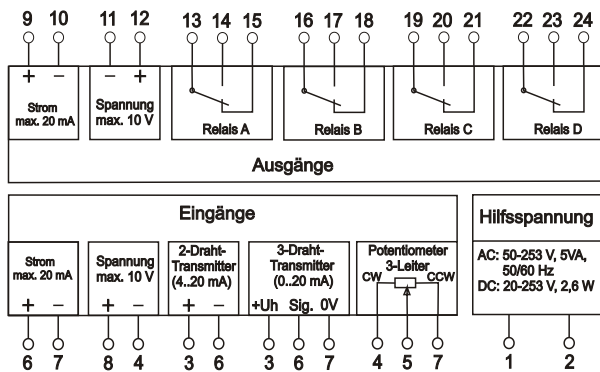 9 10 11 12 13 14 15 16 17 18 19 20 21 22 23 24
+ − − + 
Strom
max. 20 mA
Spannung
max. 10 V
Relais A
Relais B
Relais C
Relais D
Ausgänge
Eingänge
Strom
max. 20 mA
+ −
Spannung
max. 10 V
+ −
2-Draht-
Transmitter
(4..20 mA)
+ −
3-Draht-
Transmitter
(0..20 mA)
+Uh Sig. 0V
Potentiometer
3-Leiter
CW CCW
Hilfsspannung
AC: 50-253 V, 5VA,
50/60 Hz
DC: 20-253 V, 2,6 W
6 7 8 4 3 6 3 6 7 4 5 7 1 2